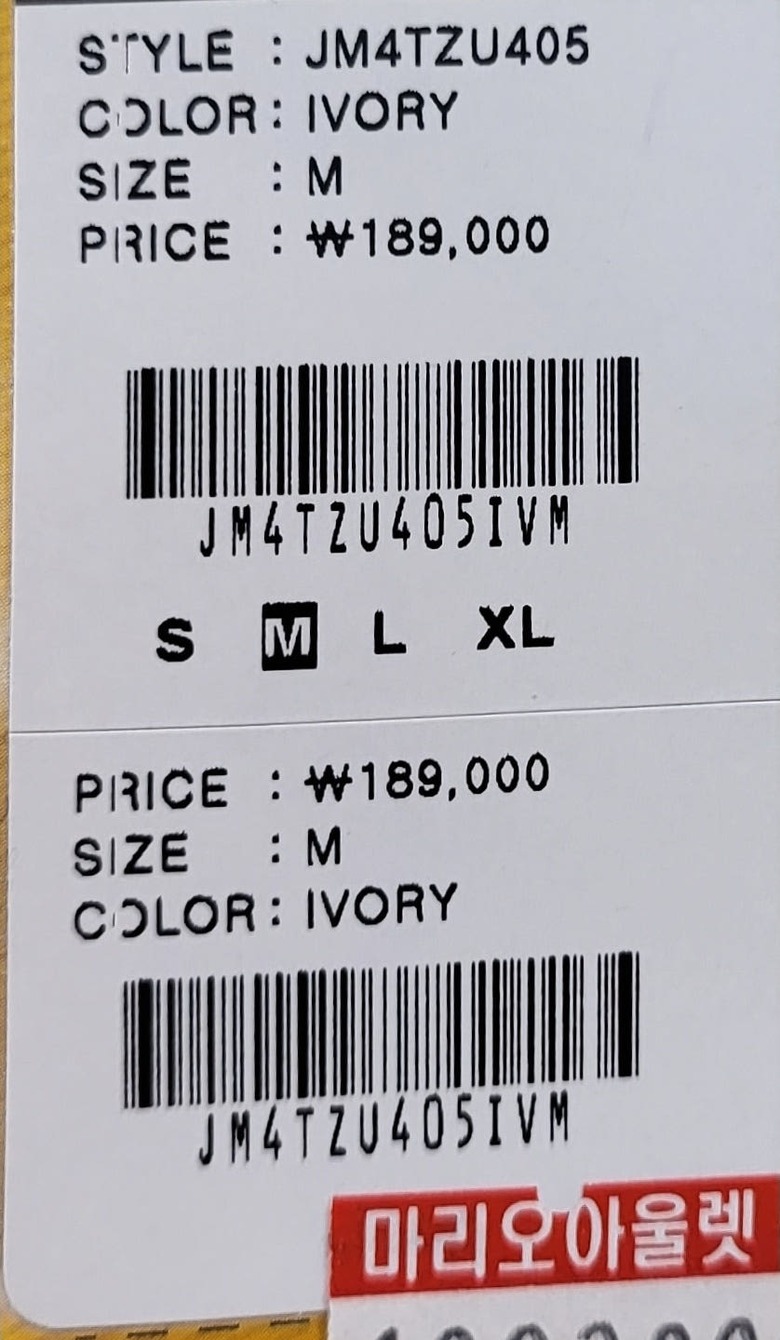 STYLE : JM4TZU405
COLOR : IVORY
SIZE : M
PRICE : ₩189,000
JM4TZU405IVM
S M L XL
PRICE : ₩189,000
SIZE : M
COLOR : IVORY
JM4TZU405IVM
마리오아울렛